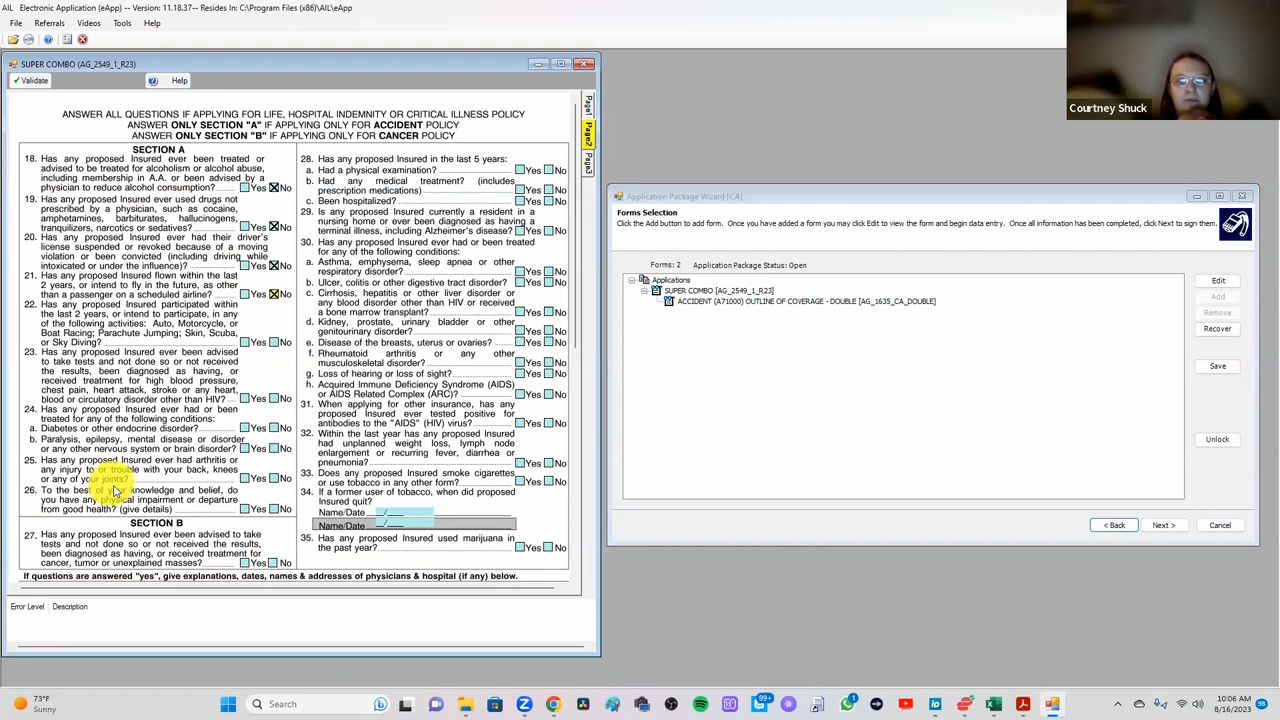 AIL Electronic Application (eApp) -- Version: 11.18.37-- Resides In: C:\Program Files (x86)\AIL\eApp
File Referrals Videos Tools Help
SUPER COMBO (AG_2549_1_R23)
Validate Help
ANSWER ALL QUESTIONS IF APPLYING FOR LIFE, HOSPITAL INDEMNITY OR CRITICAL ILLNESS POLICY
ANSWER ONLY SECTION "A" IF APPLYING ONLY FOR ACCIDENT POLICY
ANSWER ONLY SECTION "B" IF APPLYING ONLY FOR CANCER POLICY
SECTION A
18. Has any proposed Insured ever been treated or
advised to be treated for alcoholism or alcohol abuse,
including membership in A.A. or been advised by a
physician to reduce alcohol consumption? Yes No
19. Has any proposed Insured ever used drugs not
prescribed by a physician, such as cocaine,
amphetamines, barbiturates, hallucinogens,
tranquilizers, narcotics or sedatives? Yes No
20. Has any proposed Insured ever had their driver's
license suspended or revoked because of a moving
violation or been convicted (including driving while
intoxicated or under the influence)? Yes No
21. Has any proposed Insured flown within the last
2 years, or intend to fly in the future, as other
than a passenger on a scheduled airline? Yes No
22. Has any proposed Insured participated within
the last 2 years, or intend to participate, in any
of the following activities: Auto, Motorcycle, or
Boat Racing; Parachute Jumping; Skin, Scuba,
or Sky Diving? Yes No
23. Has any proposed Insured ever been advised
to take tests and not done so or not received
the results, been diagnosed as having, or
received treatment for high blood pressure,
chest pain, heart attack, stroke or any heart,
blood or circulatory disorder other than HIV? Yes No
24. Has any proposed Insured ever had or been
treated for any of the following conditions:
a. Diabetes or other endocrine disorder? Yes No
b. Paralysis, epilepsy, mental disease or disorder
or any other nervous system or brain disorder? Yes No
25. Has any proposed Insured ever had arthritis or
any injury to or trouble with your back, knees
or any of your joints? Yes No
26. To the best of your knowledge and belief, do
you have any physical impairment or departure
from good health? (give details) Yes No
SECTION B
27. Has any proposed Insured ever been advised to take
tests and not done so or not received the results,
been diagnosed as having, or received treatment for
cancer, tumor or unexplained masses? Yes No
28. Has any proposed Insured in the last 5 years:
a. Had a physical examination? Yes No
b. Had any medical treatment? (includes
prescription medications) Yes No
c. Been hospitalized? Yes No
29. Is any proposed Insured currently a resident in a
nursing home or ever been diagnosed as having a
terminal illness, including Alzheimer's disease? Yes No
30. Has any proposed Insured ever had or been treated
for any of the following conditions:
a. Asthma, emphysema, sleep apnea or other
respiratory disorder? Yes No
b. Ulcer, colitis or other digestive tract disorder? Yes No
c. Cirrhosis, hepatitis or other liver disorder or
any blood disorder other than HIV or received
a bone marrow transplant? Yes No
d. Kidney, prostate, urinary bladder or other
genitourinary disorder? Yes No
e. Disease of the breasts, uterus or ovaries? Yes No
f. Rheumatoid arthritis or any other
musculoskeletal disorder? Yes No
g. Loss of hearing or loss of sight? Yes No
h. Acquired Immune Deficiency Syndrome (AIDS)
or AIDS Related Complex (ARC)? Yes No
31. When applying for other insurance, has any
proposed Insured ever tested positive for
antibodies to the "AIDS" (HIV) virus? Yes No
32. Within the last year has any proposed Insured
had unplanned weight loss, lymph node
enlargement or recurring fever, diarrhea or
pneumonia? Yes No
33. Does any proposed Insured smoke cigarettes
or use tobacco in any other form? Yes No
34. If a former user of tobacco, when did proposed
Insured quit?
Name/Date __/____
Name/Date __/____
35. Has any proposed Insured used marijuana in
the past year? Yes No
If questions are answered "yes", give explanations, dates, names & addresses of physicians & hospital (if any) below.
Page1
Page2
Page3
Error Level Description
Application Package Wizard [CA]
Forms Selection
Click the Add button to add form. Once you have added a form you may click Edit to view the form and begin data entry. Once all information has been completed, click Next to sign them.
Forms: 2 Application Package Status: Open
Applications
SUPER COMBO [AG_2549_1_R23]
ACCIDENT (A71000) OUTLINE OF COVERAGE - DOUBLE [AG_1635_CA_DOUBLE]
Edit
Add
Remove
Recover
Save
Unlock
< Back Next > Cancel
Courtney Shuck
73°F
Sunny
Search
99+
1
10:06 AM
8/16/2023
98